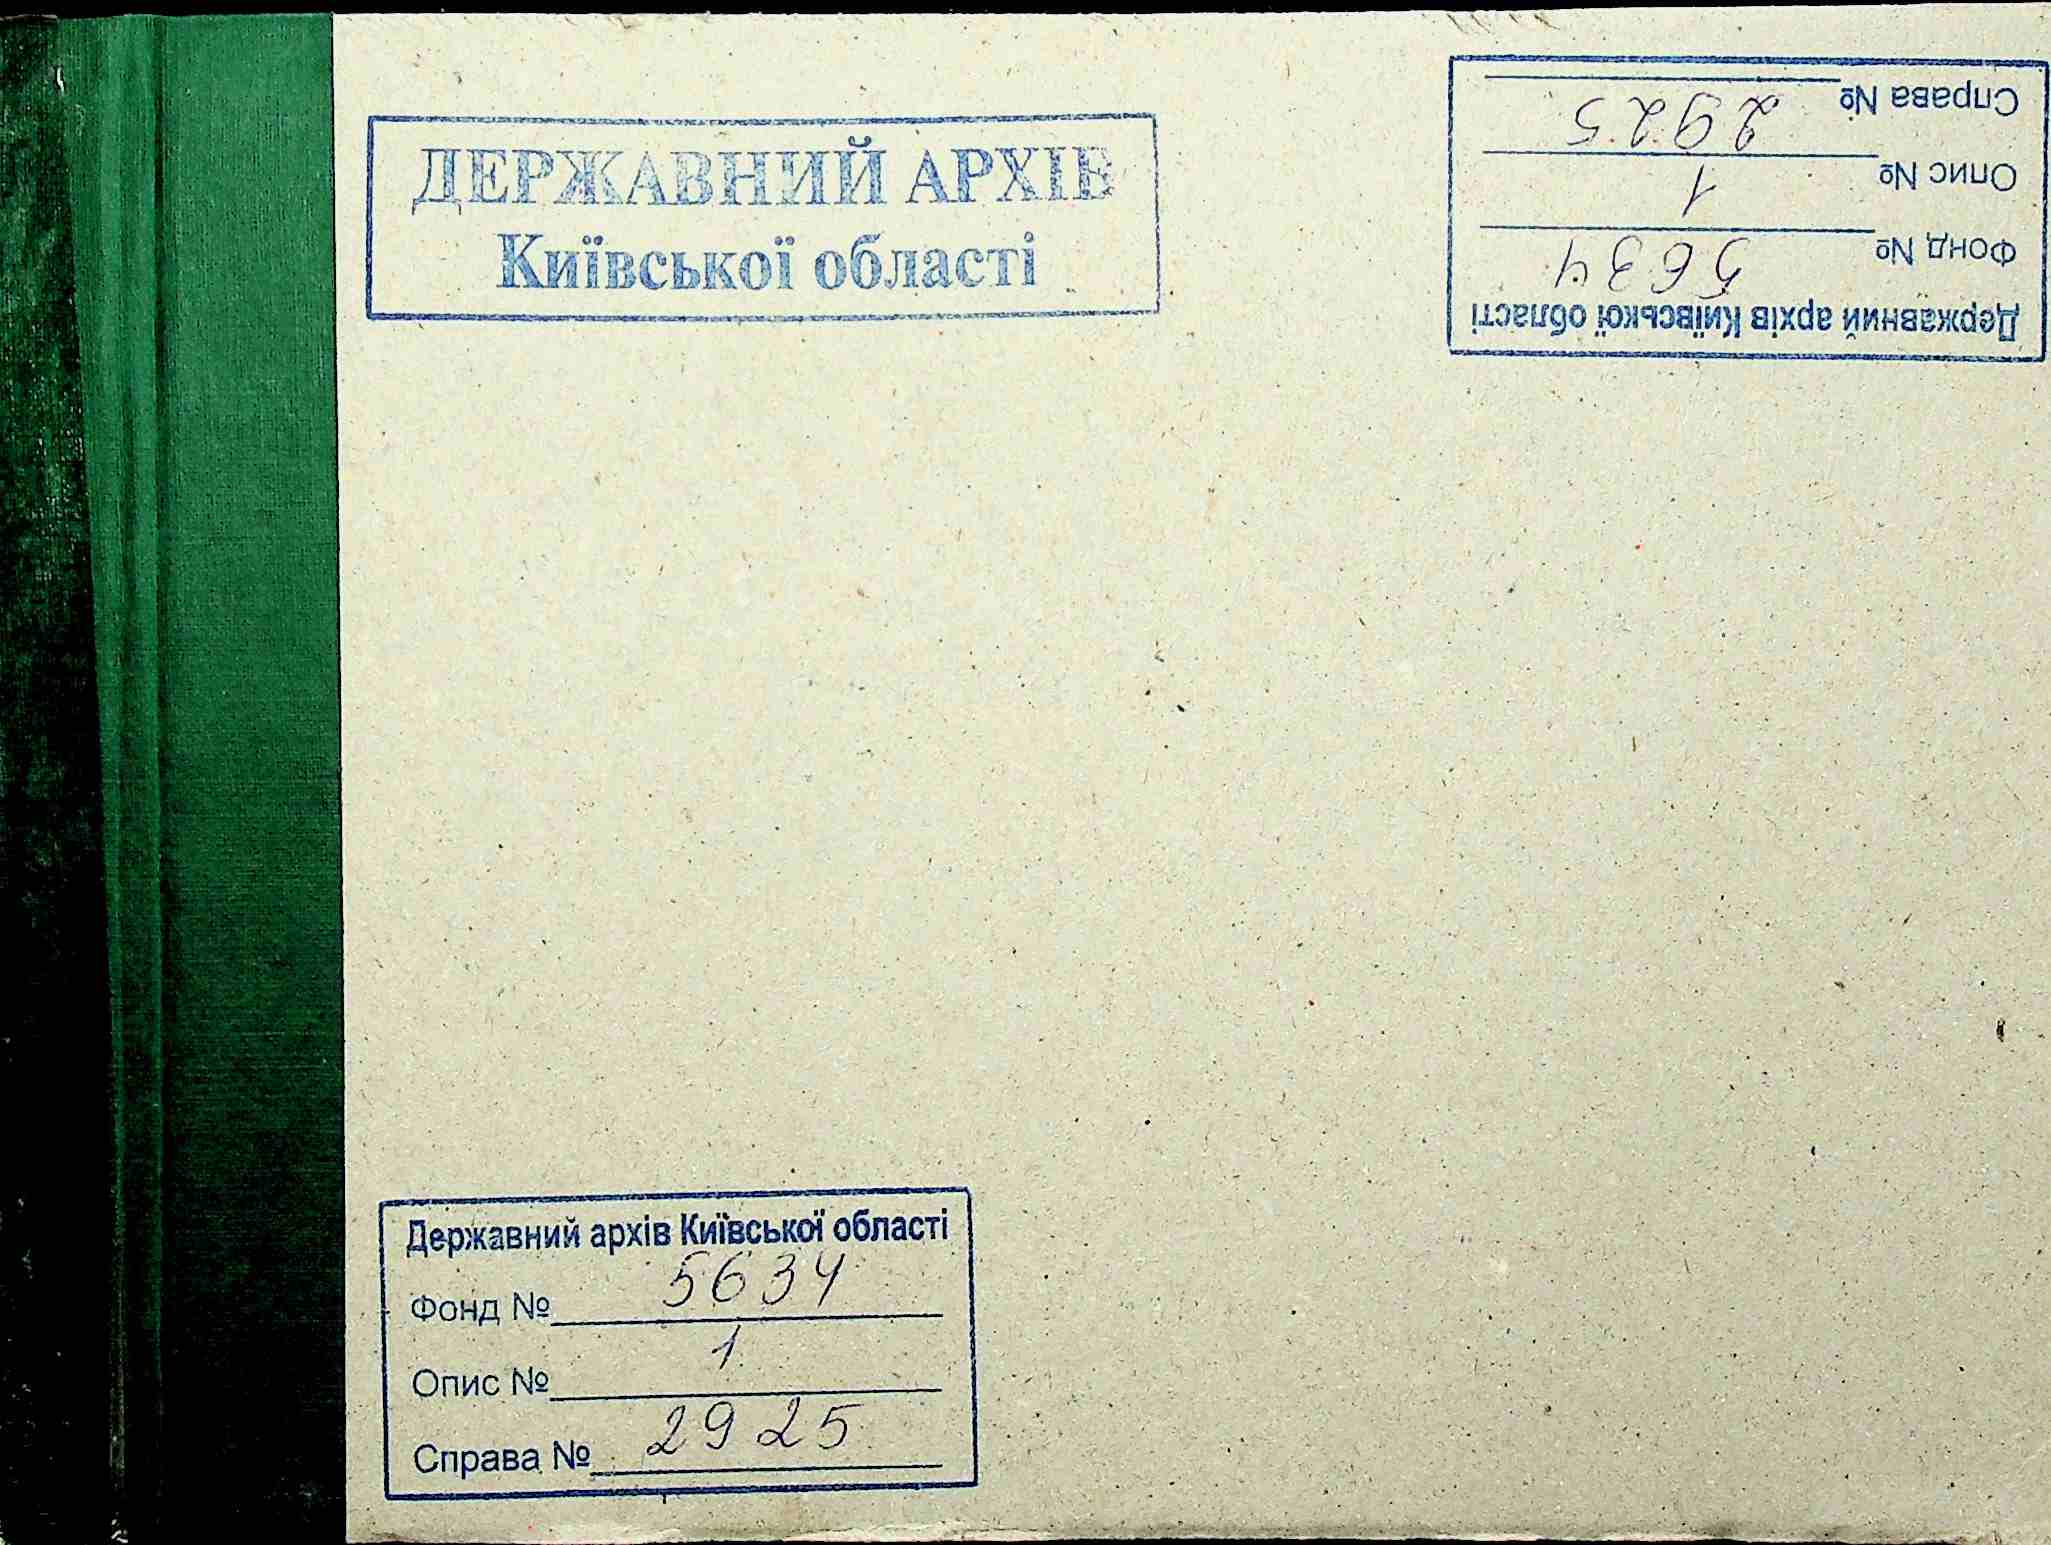 ДЕРЖАВНИЙ АРХІВ
Київської області
Державний архів Київської області
Фонд № 5634
Опис № 1
Справа № 2925
Державний архів Київської області
Фонд № 5634
Опис № 1
Справа № 2925